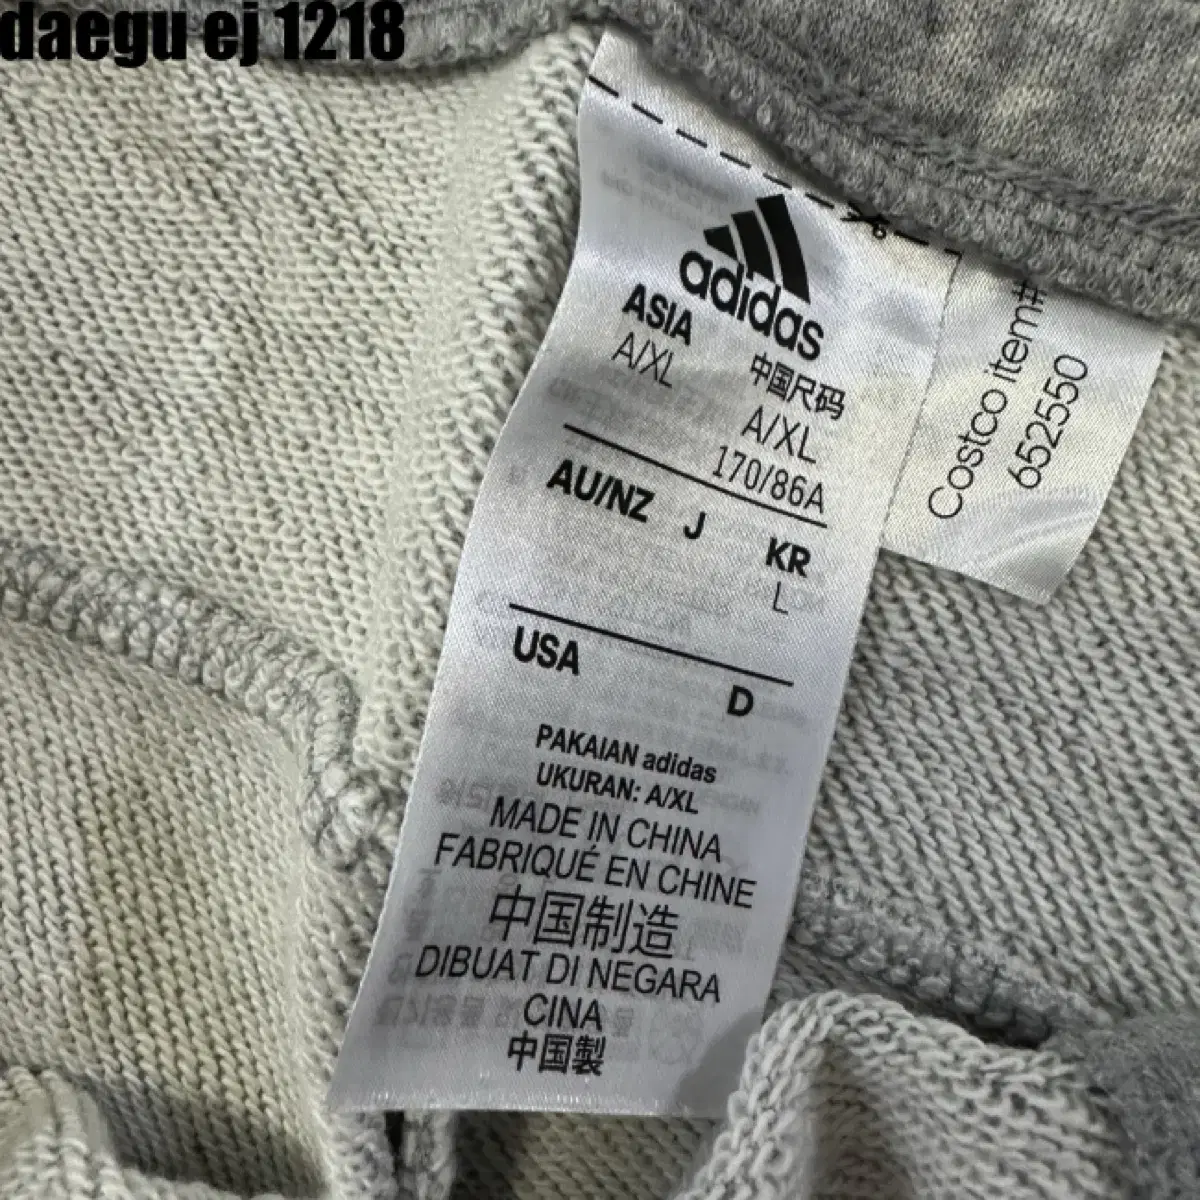 daegu ej 1218
adidas
ASIA
A/XL
中国尺码
A/XL
170/86A
AU/NZ J KR
L
USA D
PAKAIAN adidas
UKURAN: A/XL
MADE IN CHINA
FABRIQUÉ EN CHINE
中国制造
DIBUAT DI NEGARA
CINA
中国製
Costco item#
652550